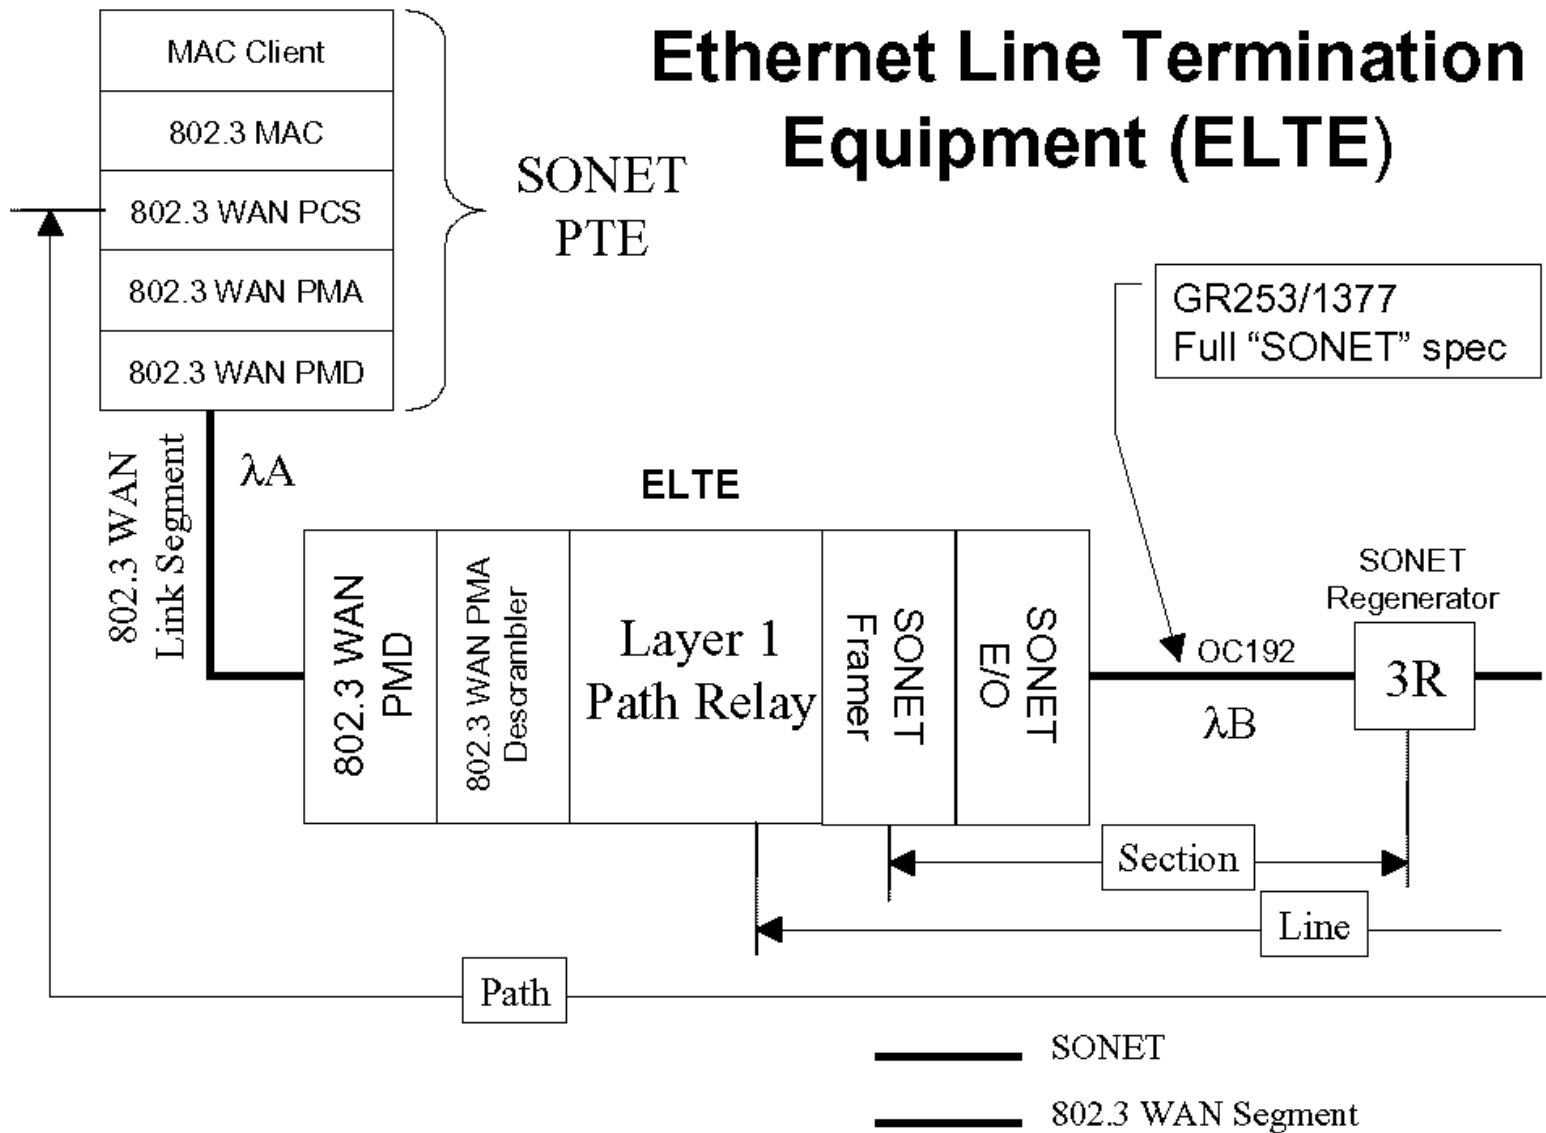 Ethernet Line Termination
Equipment (ELTE)
MAC Client
802.3 MAC
802.3 WAN PCS
802.3 WAN PMA
802.3 WAN PMD
SONET
PTE
GR253/1377
Full “SONET” spec
802.3 WAN
Link Segment
λA
ELTE
802.3 WAN
PMD
802.3 WAN PMA
Descrambler
Layer 1
Path Relay
SONET
Framer
SONET
E/O
OC192
λB
SONET
Regenerator
3R
Section
Line
Path
SONET
802.3 WAN Segment